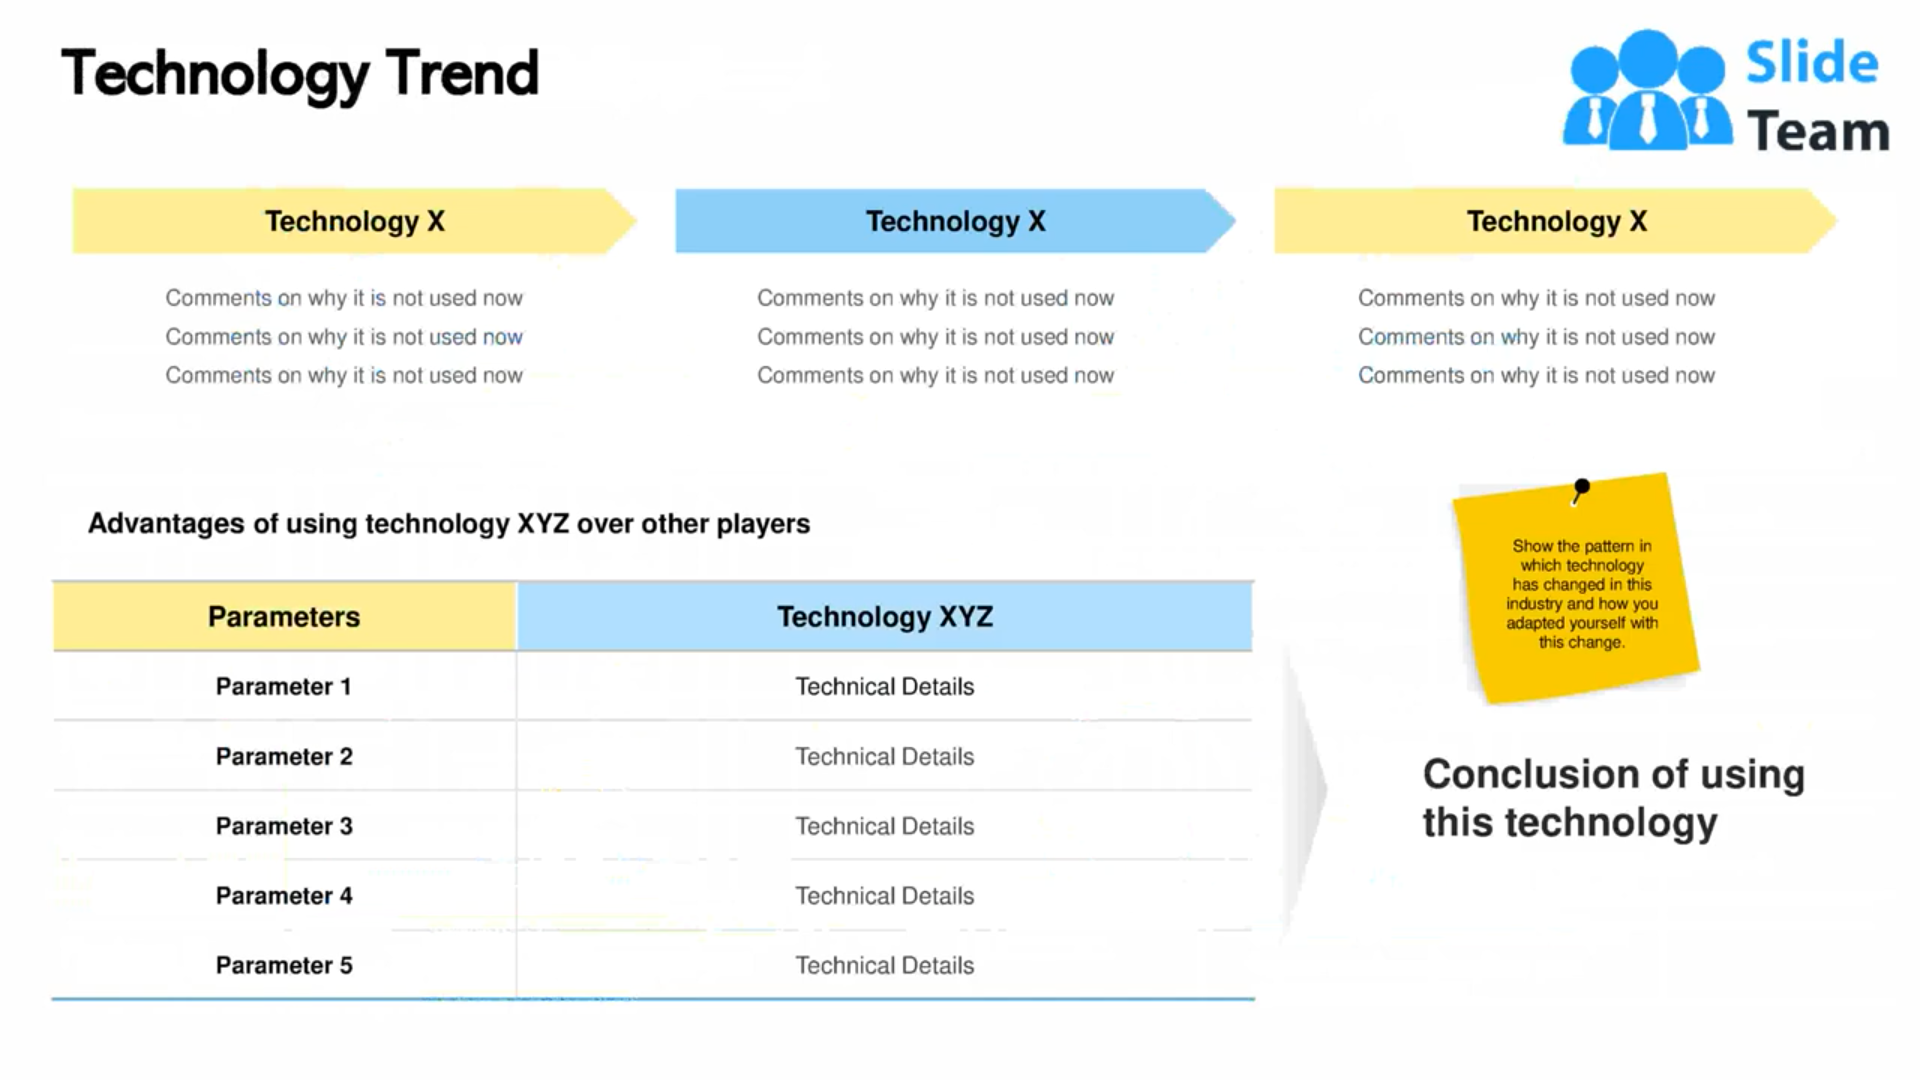 Technology Trend
Slide
Team
Technology X
Technology X
Technology X
Comments on why it is not used now
Comments on why it is not used now
Comments on why it is not used now
Comments on why it is not used now
Comments on why it is not used now
Comments on why it is not used now
Comments on why it is not used now
Comments on why it is not used now
Comments on why it is not used now
Advantages of using technology XYZ over other players
Parameters
Technology XYZ
Parameter 1
Technical Details
Parameter 2
Technical Details
Parameter 3
Technical Details
Parameter 4
Technical Details
Parameter 5
Technical Details
Show the pattern in
which technology
has changed in this
industry and how you
adapted yourself with
this change.
Conclusion of using
this technology